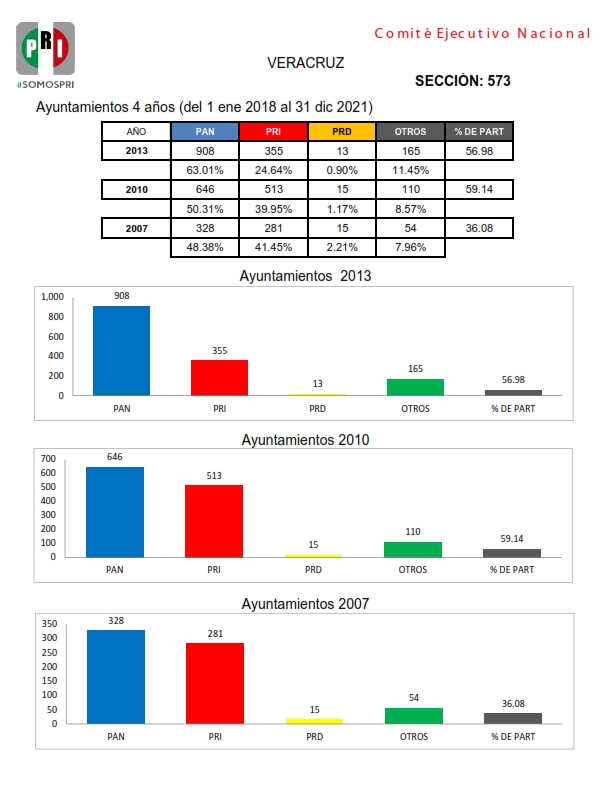 Comité Ejecutivo Nacional
PRI
#SOMOSPRI
VERACRUZ
SECCIÓN: 573
Ayuntamientos 4 años (del 1 ene 2018 al 31 dic 2021)
AÑO PAN PRI PRD OTROS % DE PART
2013 908 355 13 165 56.98
63.01% 24.64% 0.90% 11.45%
2010 646 513 15 110 59.14
50.31% 39.95% 1.17% 8.57%
2007 328 281 15 54 36.08
48.38% 41.45% 2.21% 7.96%
Ayuntamientos 2013
1,000
800
600
400
200
0
908 355 13 165 56.98
PAN PRI PRD OTROS % DE PART
Ayuntamientos 2010
700
600
500
400
300
200
100
0
646 513 15 110 59.14
PAN PRI PRD OTROS % DE PART
Ayuntamientos 2007
350
300
250
200
150
100
50
0
328 281 15 54 36.08
PAN PRI PRD OTROS % DE PART